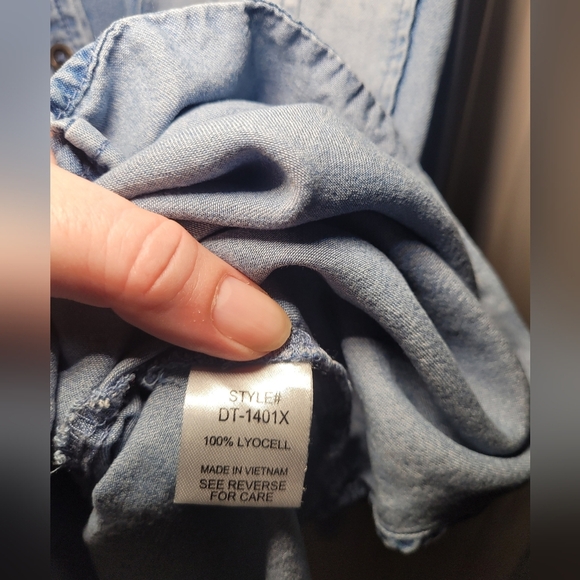 STYLE#
DT-1401X
100% LYOCELL
MADE IN VIETNAM
SEE REVERSE
FOR CARE